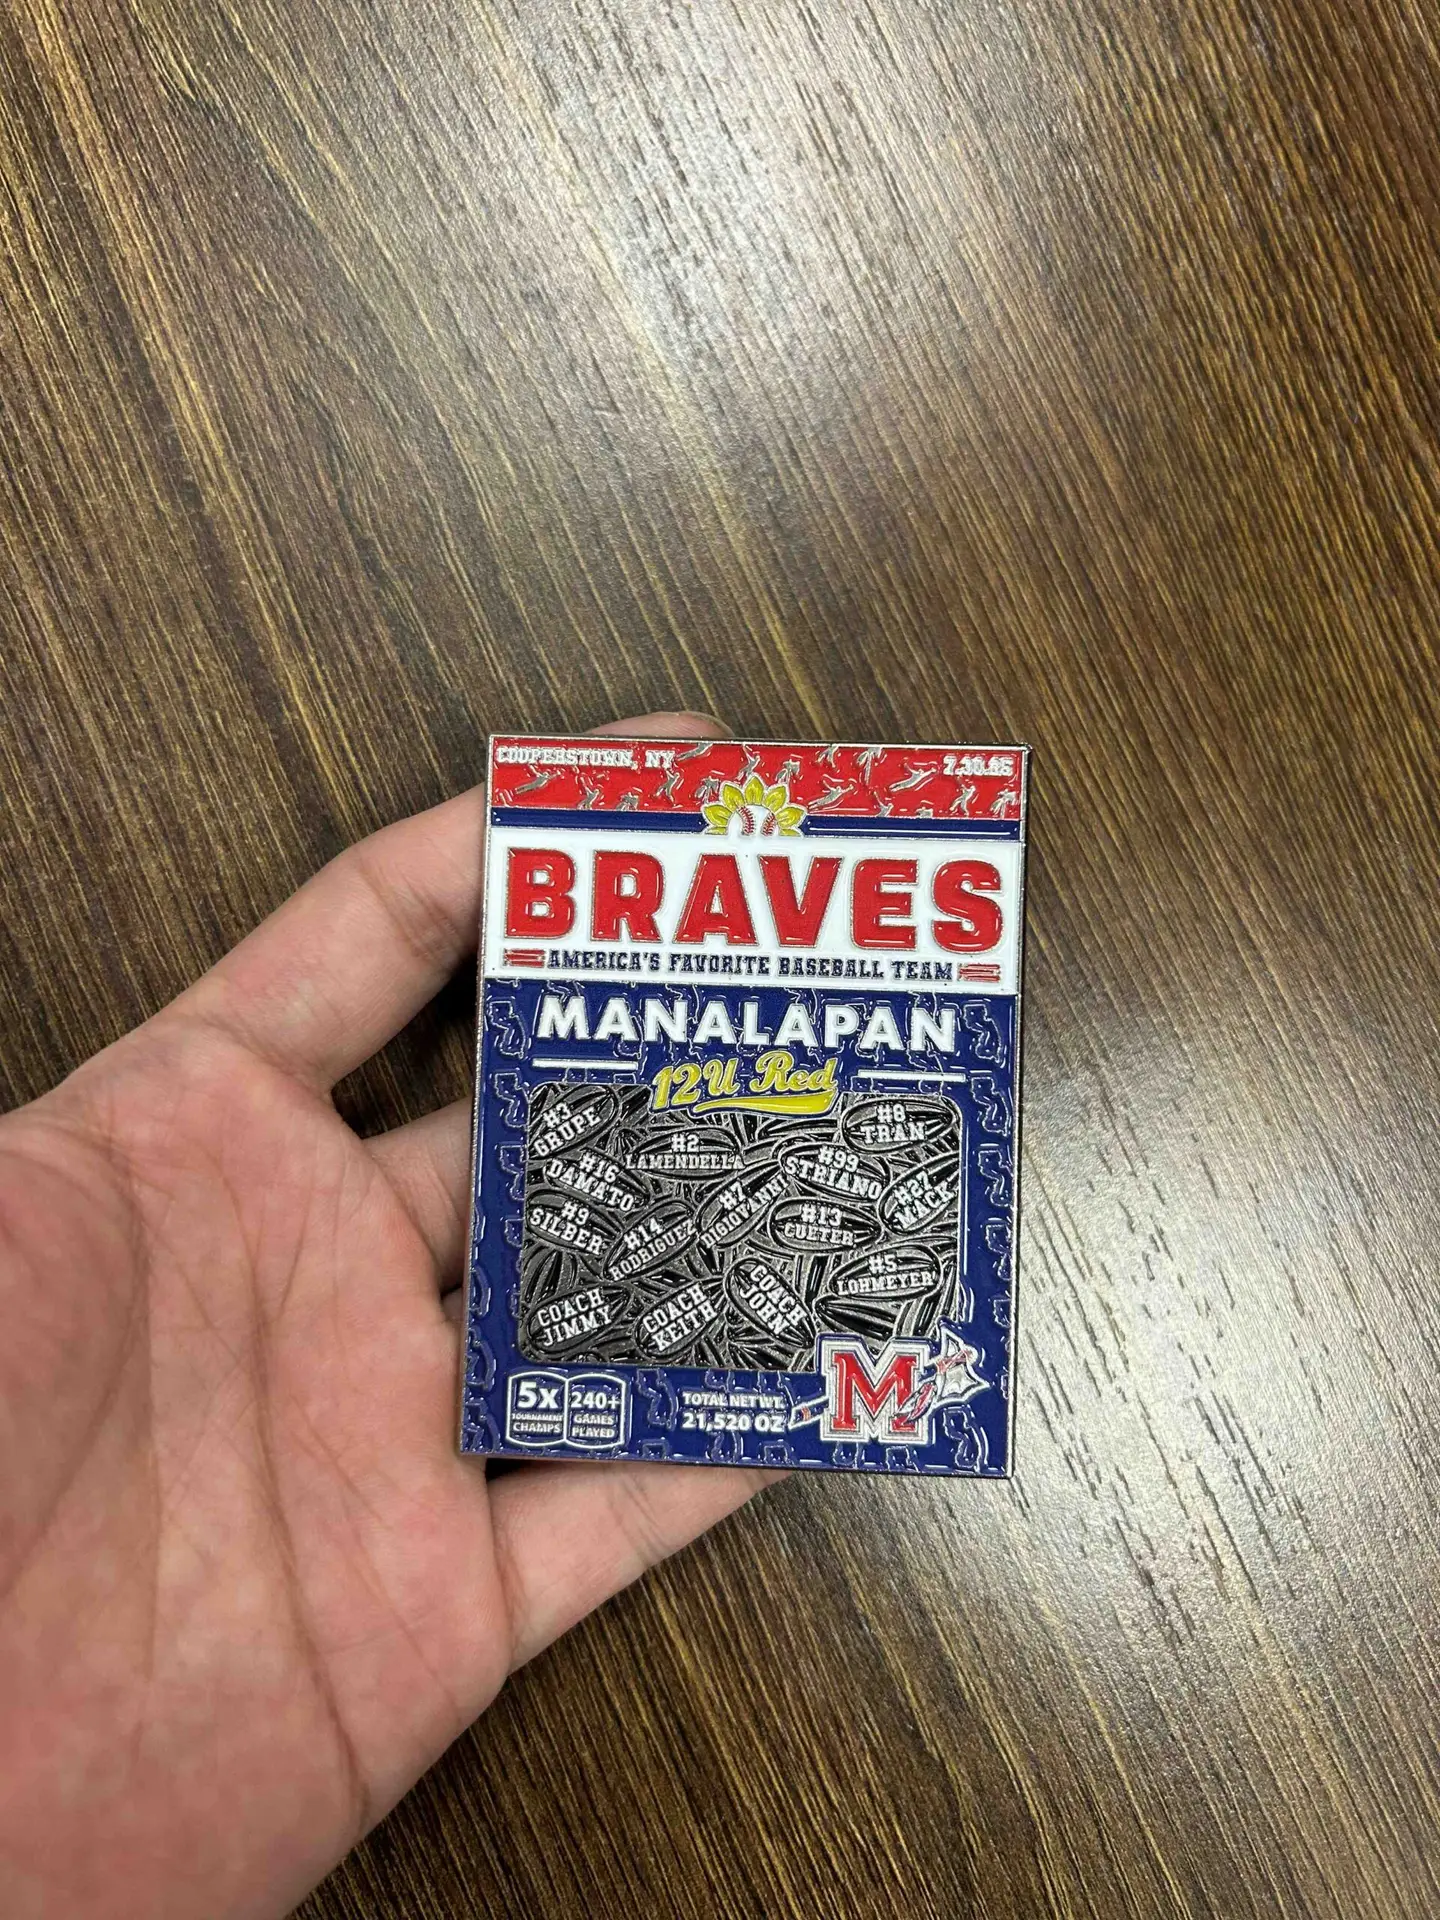 COOPERSTOWN, NY
7.30.25
BRAVES
AMERICA'S FAVORITE BASEBALL TEAM
MANALAPAN
12U Red
#3
GRUPE
#2
LAMENDELLA
#8
TRAN
#16
DAMATO
#99
STRIANO
#27
MACK
#9
SILBER
#14
RODRIGUEZ
#7
DIGIOVANNI
#13
CUETER
#5
LOHMEYER
COACH
JIMMY
COACH
KEITH
COACH
JOHN
5X
TOURNAMENT
CHAMPS
240+
GAMES
PLAYED
TOTAL NET WT.
21,520 OZ
M